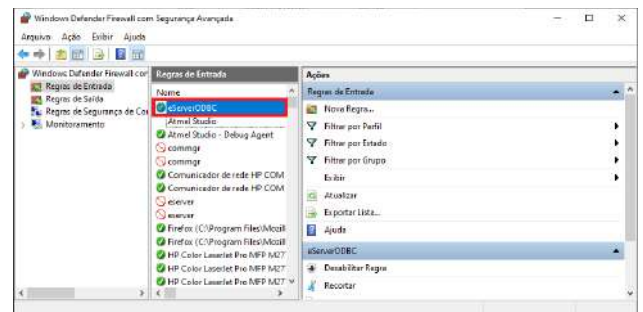 Windows Defender Firewall com Segurança Avançada
Arquivo Ação Exibir Ajuda
Windows Defender Firewall cor
Regras de Entrada
Regras de Saída
Regras de Segurança de Co
Monitoramento
Regras de Entrada
Nome
eServerODBC
Atmel Studio
Atmel Studio - Debug Agent
commgr
commgr
Comunicador de rede HP COM
Comunicador de rede HP COM
eserver
eserver
Firefox (C:\Program Files\Mozill
Firefox (C:\Program Files\Mozill
HP Color LaserJet Pro MFP M27
HP Color LaserJet Pro MFP M27
HP Color LaserJet Pro MFP M27
Ações
Regras de Entrada
Nova Regra...
Filtrar por Perfil
Filtrar por Estado
Filtrar por Grupo
Exibir
Atualizar
Exportar Lista...
Ajuda
eServerODBC
Desabilitar Regra
Recortar